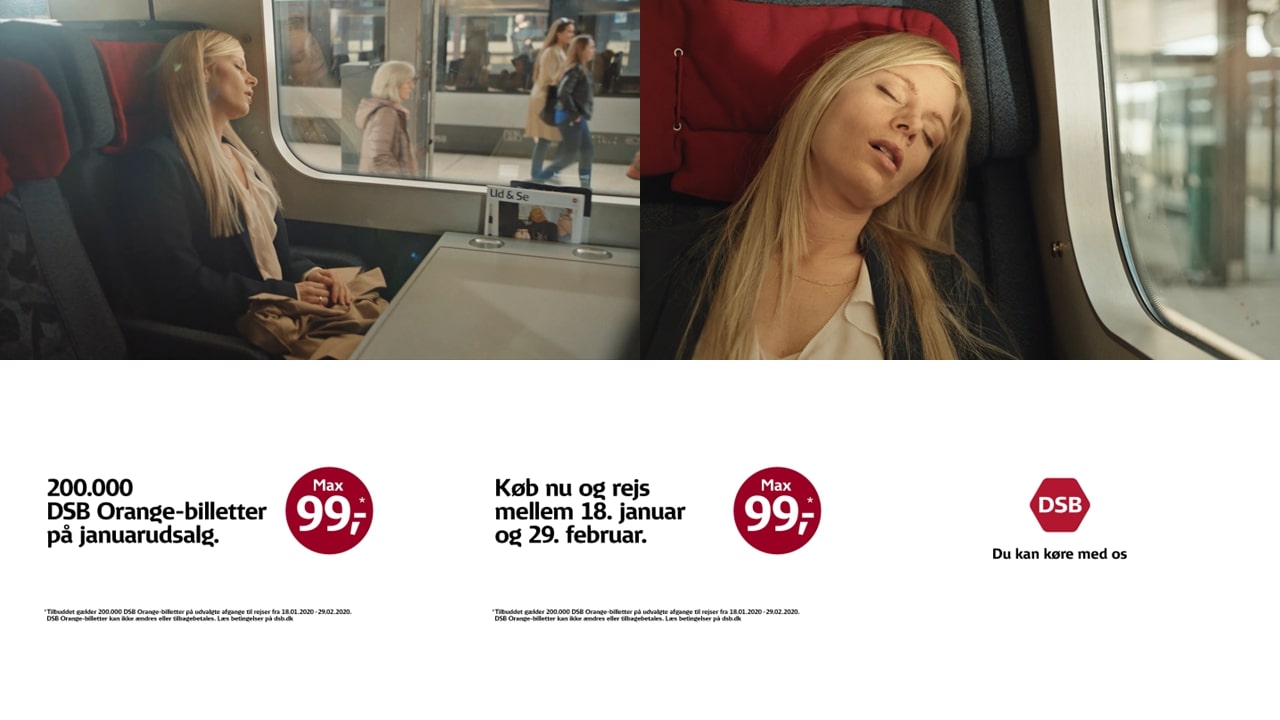 Ud & Se
200.000
DSB Orange-billetter
på januarudsalg.
Max
99,-*
*Tilbuddet gælder 200.000 DSB Orange-billetter på udvalgte afgange til rejser fra 18.01.2020 -29.02.2020.
DSB Orange-billetter kan ikke ændres eller tilbagebetales. Læs betingelser på dsb.dk
Køb nu og rejs
mellem 18. januar
og 29. februar.
Max
99,-*
*Tilbuddet gælder 200.000 DSB Orange-billetter på udvalgte afgange til rejser fra 18.01.2020 -29.02.2020.
DSB Orange-billetter kan ikke ændres eller tilbagebetales. Læs betingelser på dsb.dk
DSB
Du kan køre med os